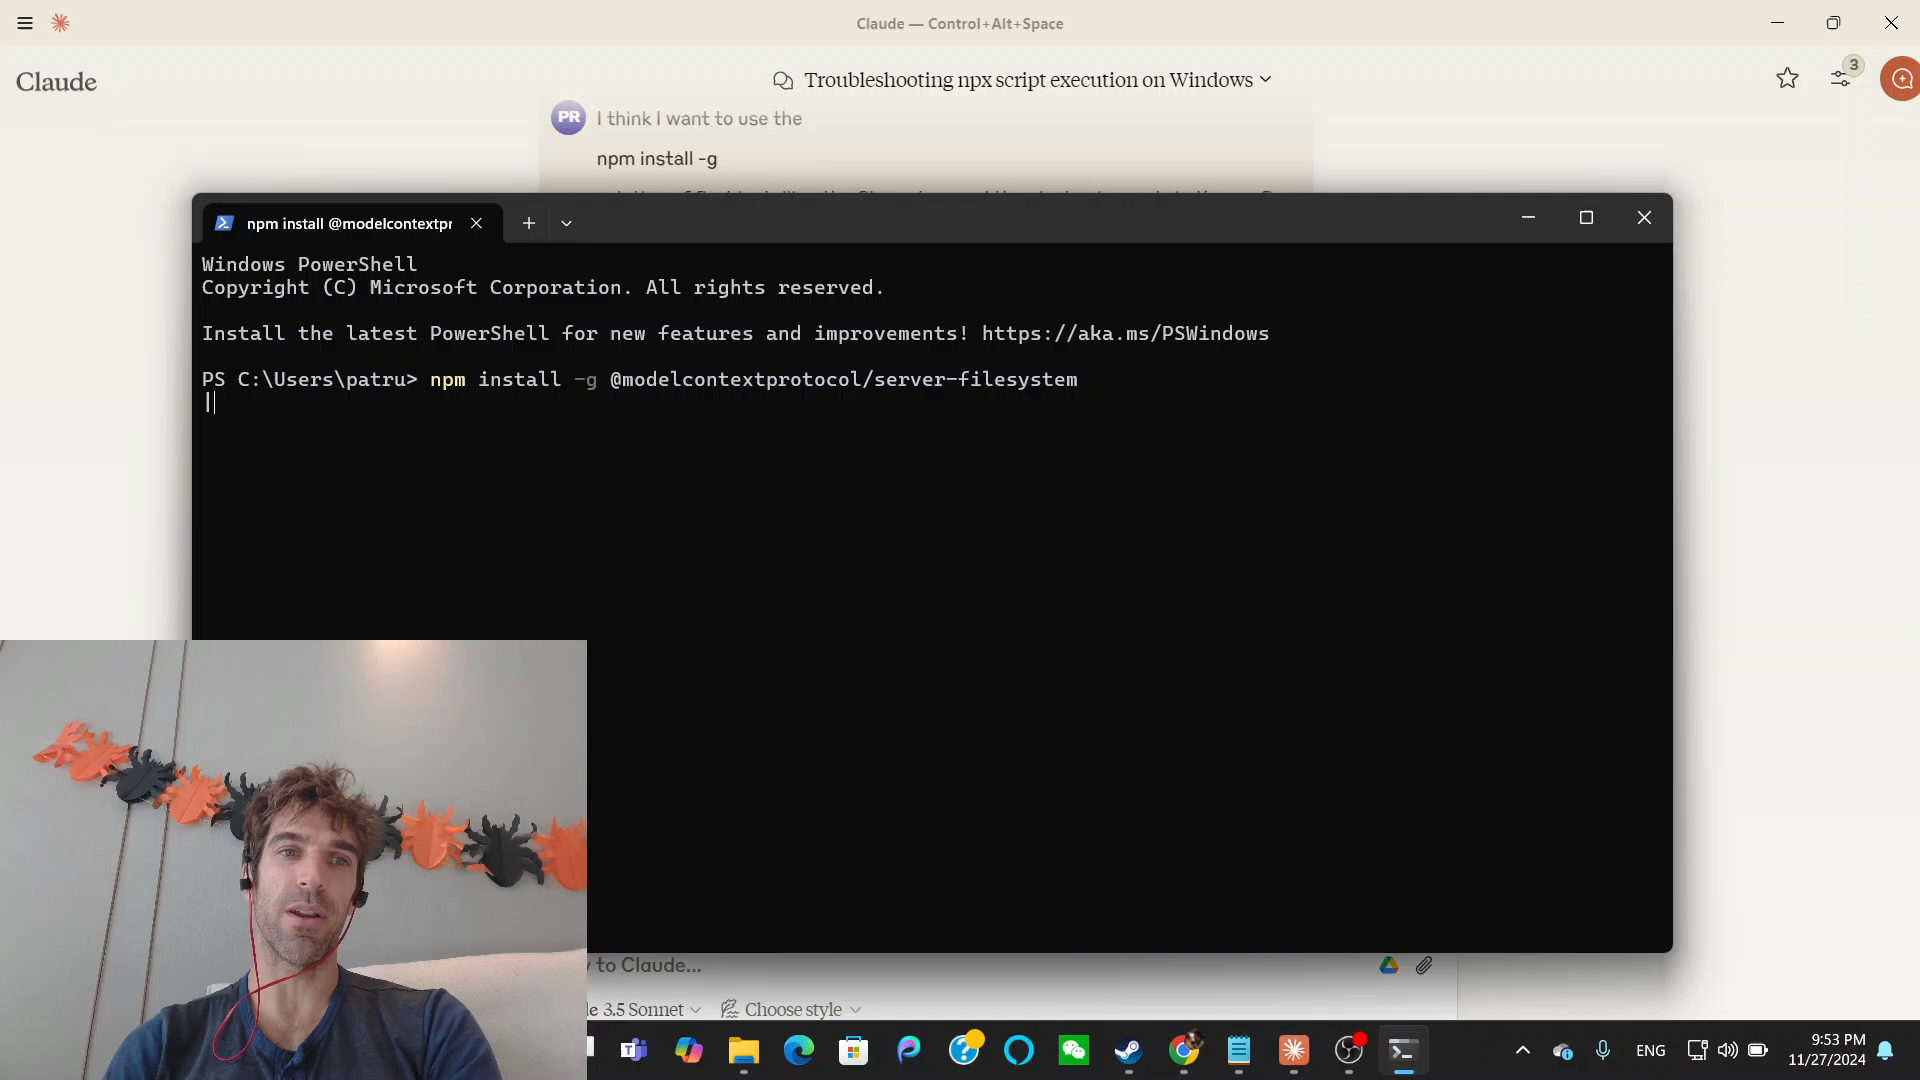 Claude — Control+Alt+Space
Claude
Troubleshooting npx script execution on Windows
3
PR
I think I want to use the
npm install -g
npm install @modelcontextpr
Windows PowerShell
Copyright (C) Microsoft Corporation. All rights reserved.
Install the latest PowerShell for new features and improvements! https://aka.ms/PSWindows
PS C:\Users\patru> npm install -g @modelcontextprotocol/server-filesystem
to Claude...
3.5 Sonnet
Choose style
ENG
9:53 PM
11/27/2024